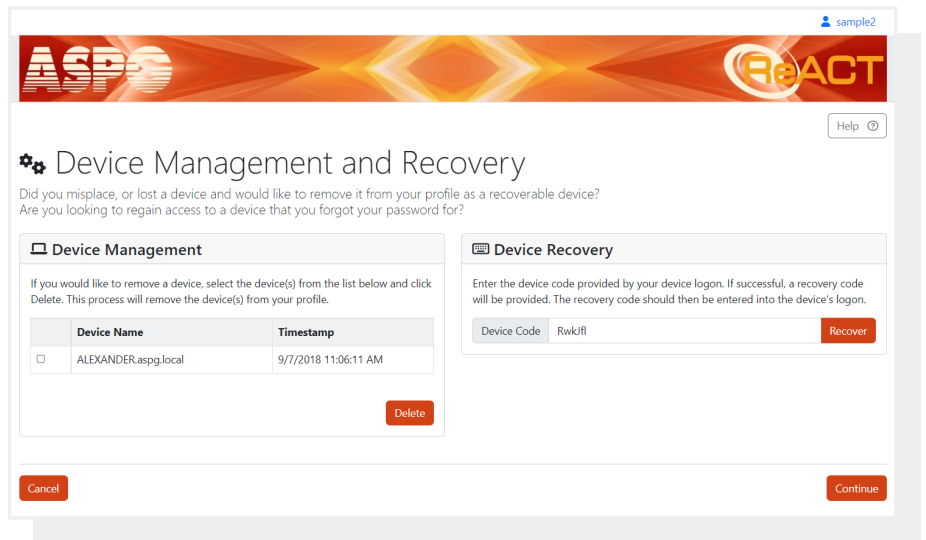 sample2
ASPG
ReACT
Help
Device Management and Recovery
Did you misplace, or lost a device and would like to remove it from your profile as a recoverable device?
Are you looking to regain access to a device that you forgot your password for?
Device Management
If you would like to remove a device, select the device(s) from the list below and click
Delete. This process will remove the device(s) from your profile.
Device Name Timestamp
ALEXANDER.aspg.local 9/7/2018 11:06:11 AM
Delete
Device Recovery
Enter the device code provided by your device logon. If successful, a recovery code
will be provided. The recovery code should then be entered into the device's logon.
Device Code RwkJfl Recover
Cancel
Continue